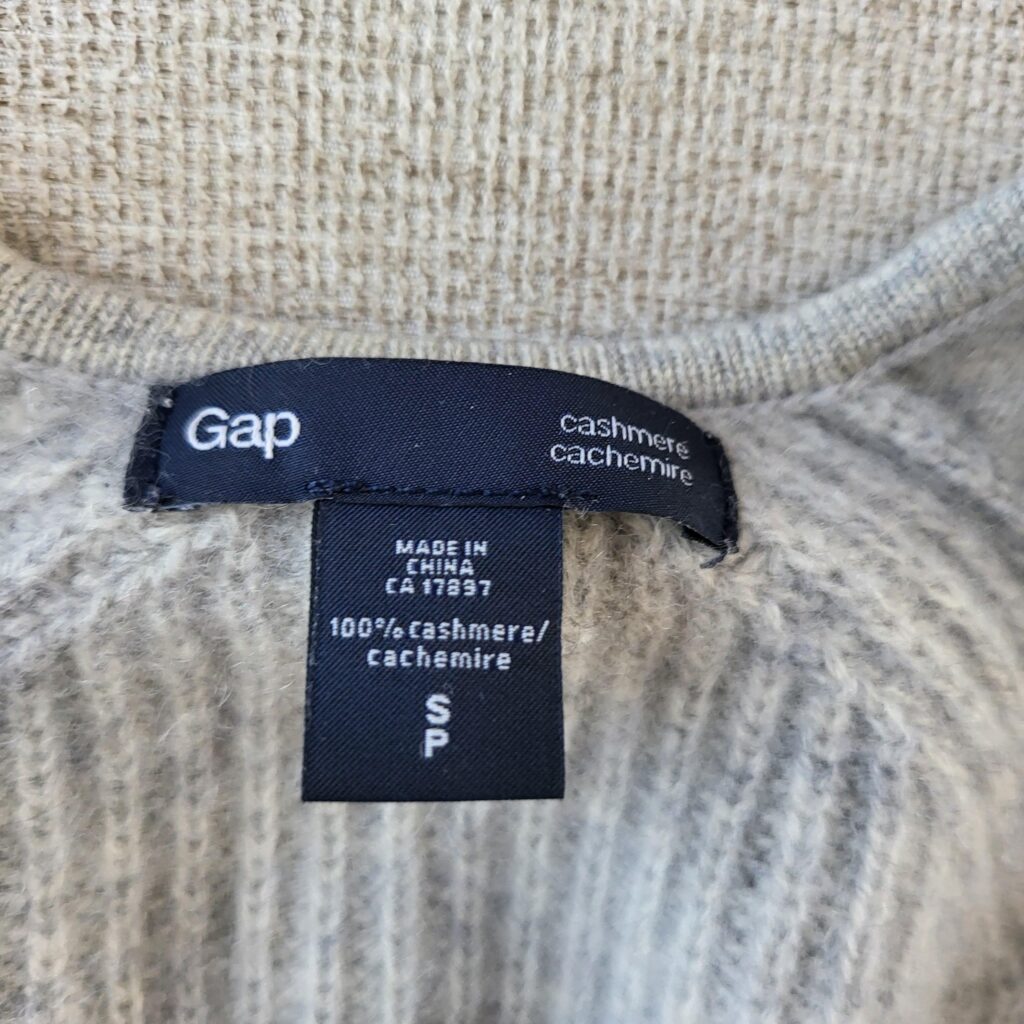 Gap
cashmere
cachemire
MADE IN
CHINA
CA 17897
100% cashmere/
cachemire
S
P